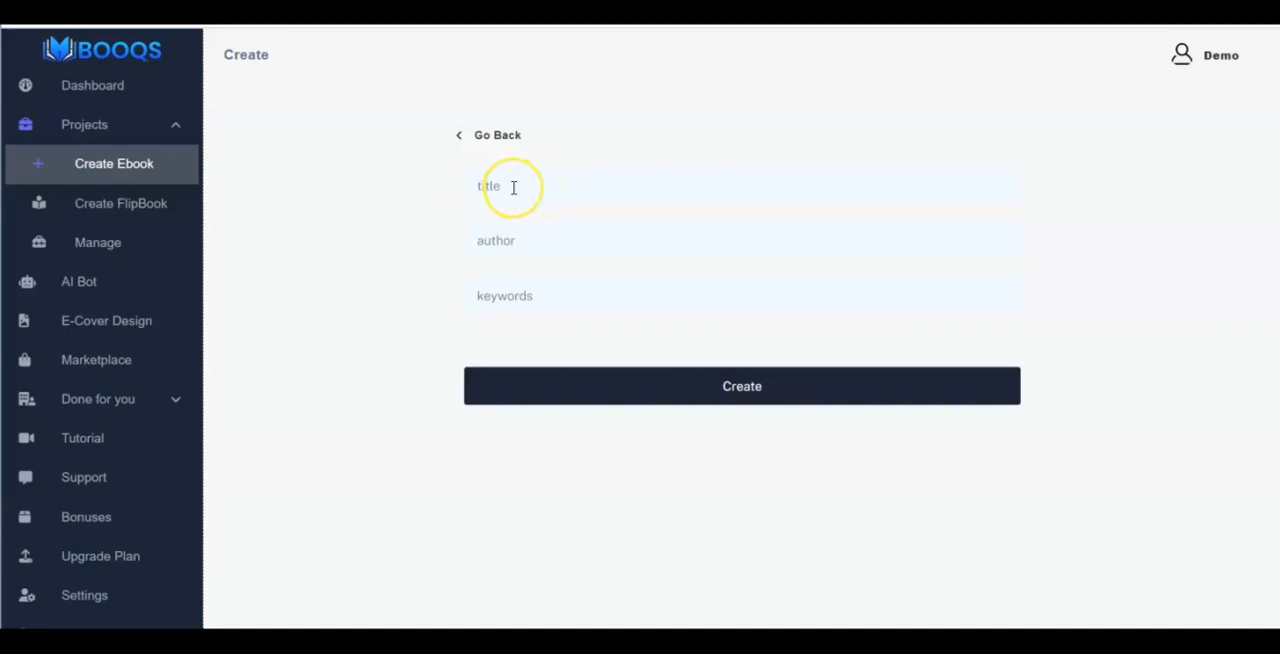 BOOQS
Dashboard
Projects
Create Ebook
Create FlipBook
Manage
AI Bot
E-Cover Design
Marketplace
Done for you
Tutorial
Support
Bonuses
Upgrade Plan
Settings
Create
Demo
Go Back
title
author
keywords
Create